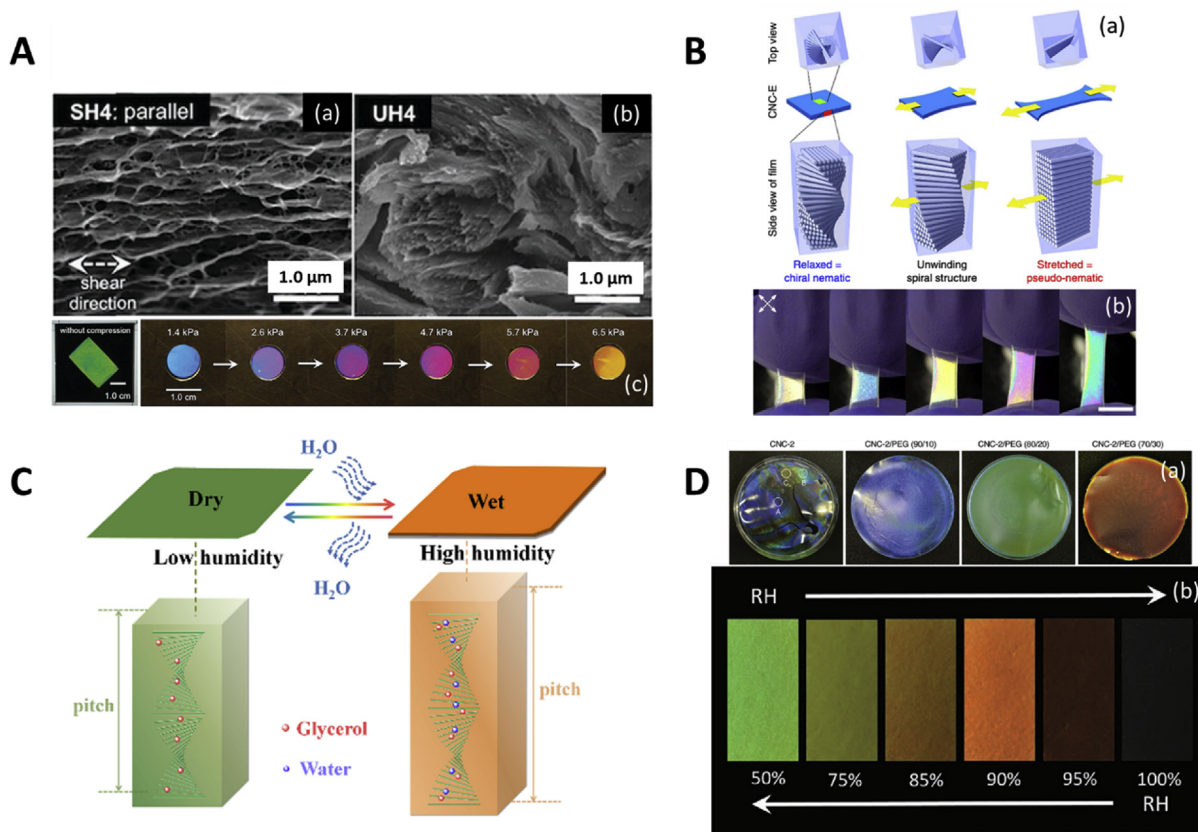 A
SH4: parallel
(a)
shear
direction
1.0 µm
UH4
(b)
1.0 µm
without compression
1.0 cm
1.4 kPa
2.6 kPa
3.7 kPa
4.7 kPa
5.7 kPa
6.5 kPa
1.0 cm
(c)
B
(a)
Top view
CNC-E
Side view of film
Relaxed =
chiral nematic
Unwinding
spiral structure
Stretched =
pseudo-nematic
(b)
C
H2O
Dry
Wet
Low humidity
High humidity
H2O
pitch
pitch
Glycerol
Water
D
CNC-2
CNC-2/PEG (90/10)
CNC-2/PEG (80/20)
CNC-2/PEG (70/30)
C
B
A
(a)
RH
(b)
50%
75%
85%
90%
95%
100%
RH